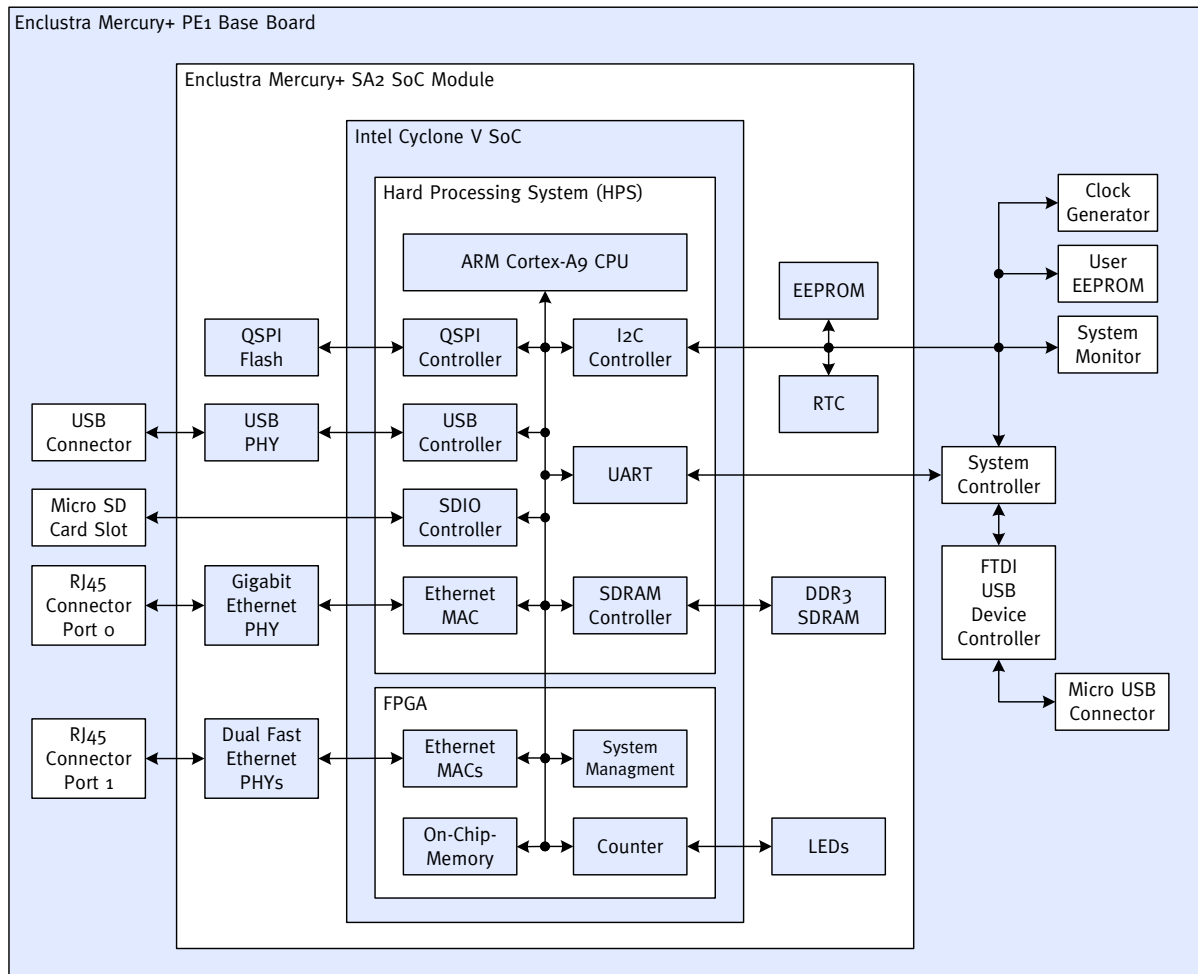 Enclustra Mercury+ PE1 Base Board
Enclustra Mercury+ SA2 SoC Module
Intel Cyclone V SoC
Hard Processing System (HPS)
ARM Cortex-A9 CPU
Clock
Generator
User
EEPROM
EEPROM
QSPI
Flash
QSPI
Controller
I2C
Controller
System
Monitor
RTC
USB
Connector
USB
PHY
USB
Controller
UART
System
Controller
Micro SD
Card Slot
SDIO
Controller
RJ45
Connector
Port 0
Gigabit
Ethernet
PHY
Ethernet
MAC
SDRAM
Controller
DDR3
SDRAM
FTDI
USB
Device
Controller
Micro USB
Connector
FPGA
RJ45
Connector
Port 1
Dual Fast
Ethernet
PHYs
Ethernet
MACs
System
Managment
On-Chip-
Memory
Counter
LEDs